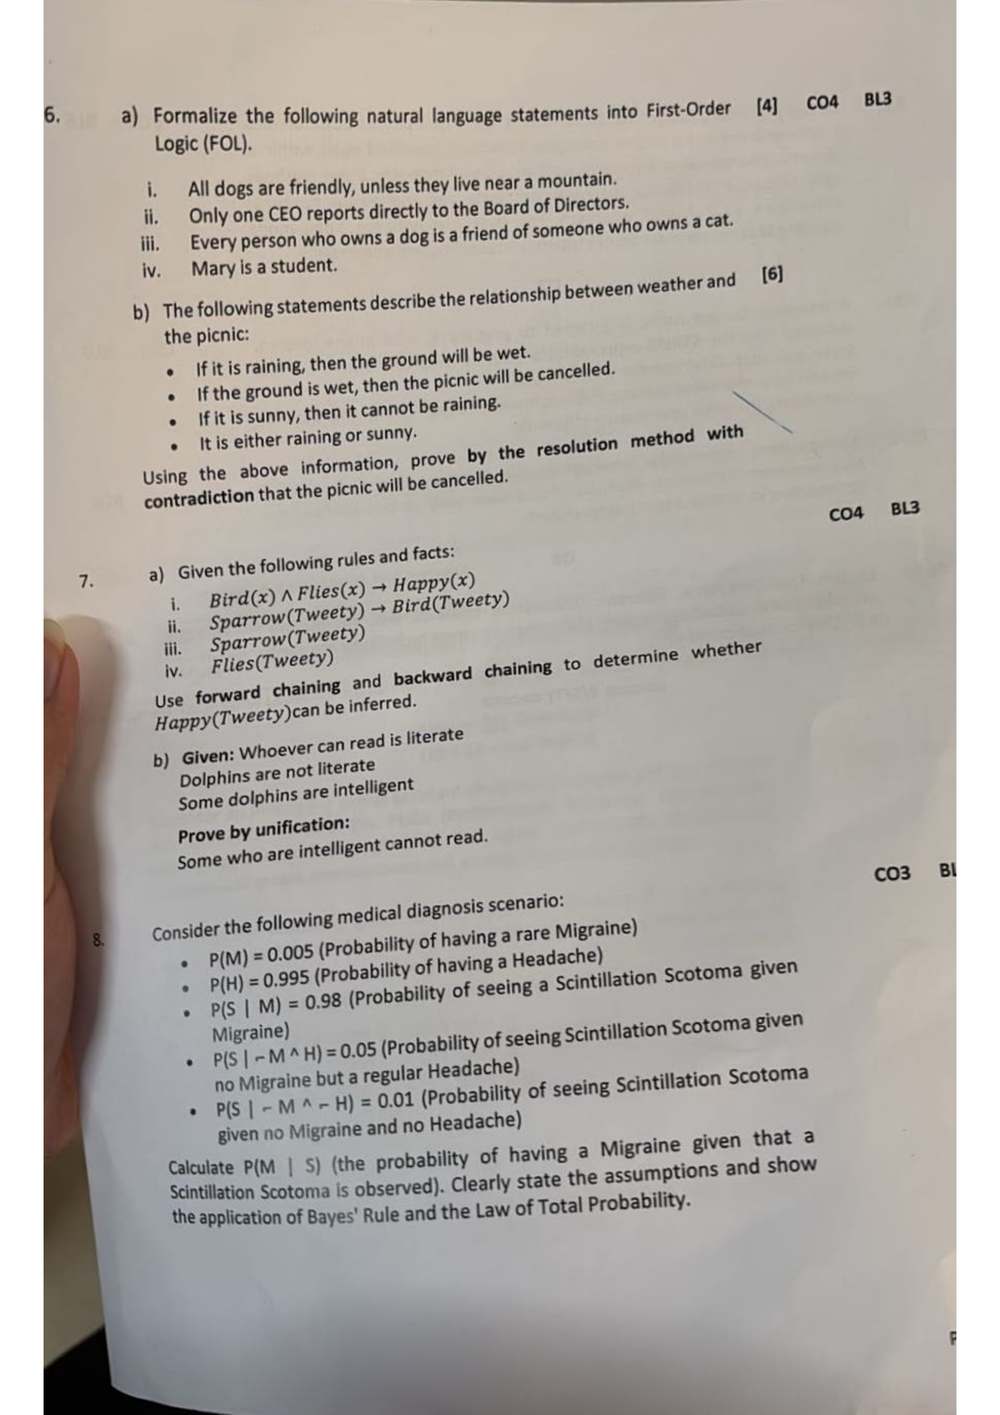 6. a) Formalize the following natural language statements into First-Order [4] CO4 BL3
Logic (FOL).
i. All dogs are friendly, unless they live near a mountain.
ii. Only one CEO reports directly to the Board of Directors.
iii. Every person who owns a dog is a friend of someone who owns a cat.
iv. Mary is a student.
b) The following statements describe the relationship between weather and [6]
the picnic:
• If it is raining, then the ground will be wet.
• If the ground is wet, then the picnic will be cancelled.
• If it is sunny, then it cannot be raining.
• It is either raining or sunny.
Using the above information, prove by the resolution method with
contradiction that the picnic will be cancelled.
CO4 BL3
7. a) Given the following rules and facts:
i. Bird(x) ∧ Flies(x) → Happy(x)
ii. Sparrow(Tweety) → Bird(Tweety)
iii. Sparrow(Tweety)
iv. Flies(Tweety)
Use forward chaining and backward chaining to determine whether
Happy(Tweety)can be inferred.
b) Given: Whoever can read is literate
Dolphins are not literate
Some dolphins are intelligent
Prove by unification:
Some who are intelligent cannot read.
CO3 BL
8. Consider the following medical diagnosis scenario:
• P(M) = 0.005 (Probability of having a rare Migraine)
• P(H) = 0.995 (Probability of having a Headache)
• P(S | M) = 0.98 (Probability of seeing a Scintillation Scotoma given
Migraine)
• P(S | ¬ M ^ H) = 0.05 (Probability of seeing Scintillation Scotoma given
no Migraine but a regular Headache)
• P(S | ¬ M ^ ¬ H) = 0.01 (Probability of seeing Scintillation Scotoma
given no Migraine and no Headache)
Calculate P(M | S) (the probability of having a Migraine given that a
Scintillation Scotoma is observed). Clearly state the assumptions and show
the application of Bayes' Rule and the Law of Total Probability.